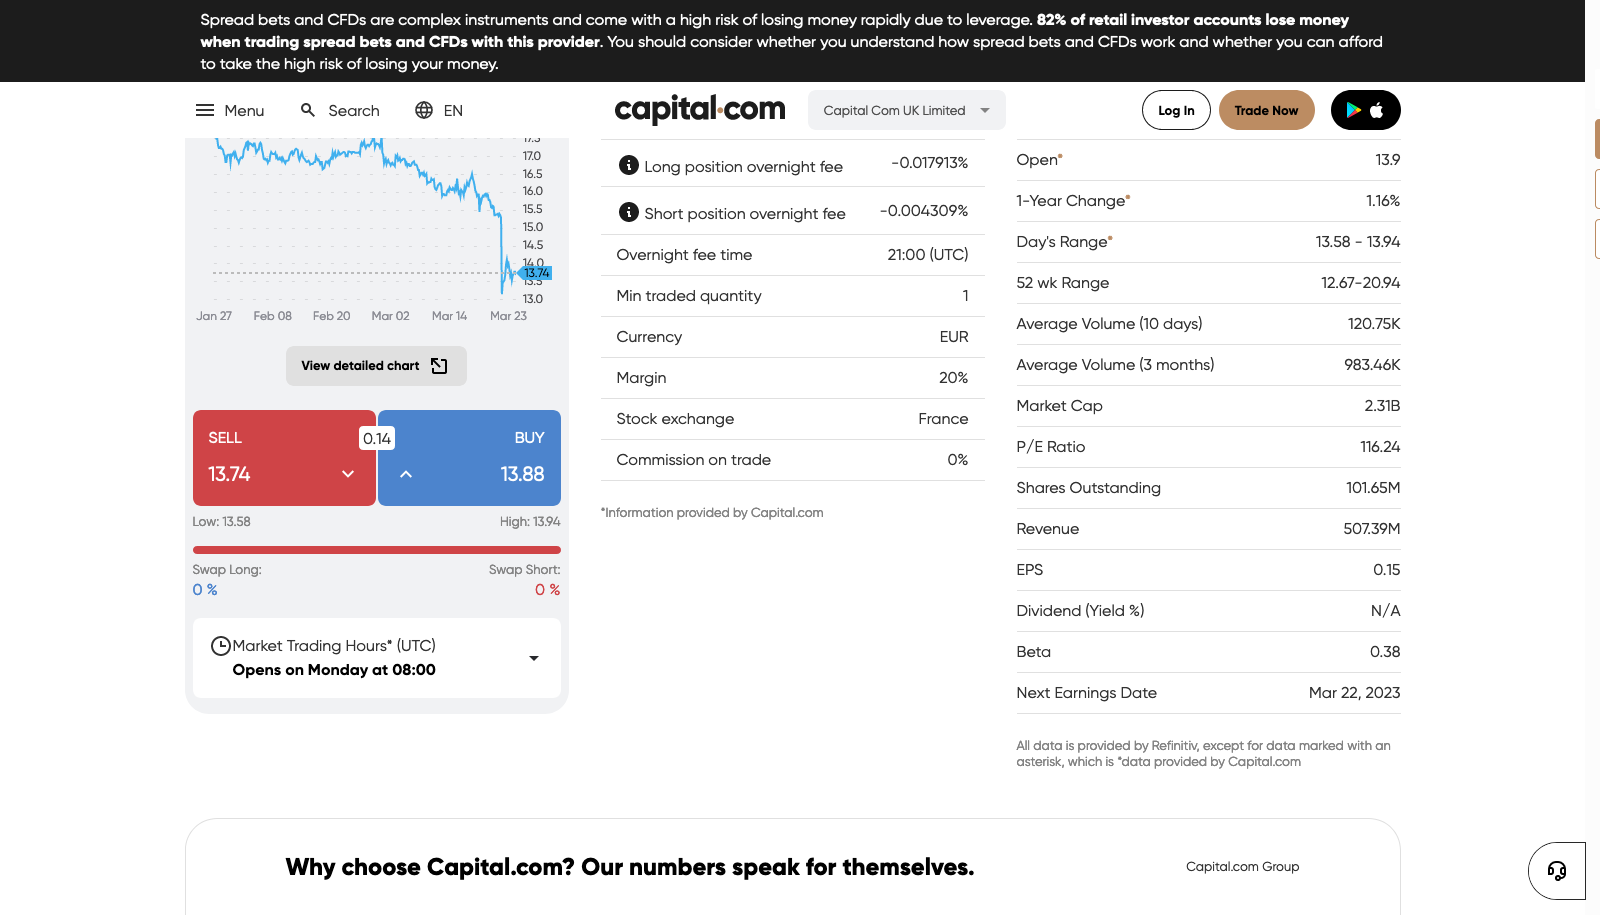 Spread bets and CFDs are complex instruments and come with a high risk of losing money rapidly due to leverage. 82% of retail investor accounts lose money
when trading spread bets and CFDs with this provider. You should consider whether you understand how spread bets and CFDs work and whether you can afford
to take the high risk of losing your money.
Menu
Search
EN
capital.com
Capital Com UK Limited
Log In
Trade Now
17.5
17.0
16.5
16.0
15.5
15.0
14.5
14.0
13.74
13.5
13.0
Jan 27 Feb 08 Feb 20 Mar 02 Mar 14 Mar 23
View detailed chart
SELL
13.74
0.14
BUY
13.88
Low: 13.58
High: 13.94
Swap Long:
0 %
Swap Short:
0 %
Market Trading Hours* (UTC)
Opens on Monday at 08:00
Long position overnight fee -0.017913%
Short position overnight fee -0.004309%
Overnight fee time 21:00 (UTC)
Min traded quantity 1
Currency EUR
Margin 20%
Stock exchange France
Commission on trade 0%
*Information provided by Capital.com
Open* 13.9
1-Year Change* 1.16%
Day's Range* 13.58 - 13.94
52 wk Range 12.67-20.94
Average Volume (10 days) 120.75K
Average Volume (3 months) 983.46K
Market Cap 2.31B
P/E Ratio 116.24
Shares Outstanding 101.65M
Revenue 507.39M
EPS 0.15
Dividend (Yield %) N/A
Beta 0.38
Next Earnings Date Mar 22, 2023
All data is provided by Refinitiv, except for data marked with an
asterisk, which is *data provided by Capital.com
Why choose Capital.com? Our numbers speak for themselves.
Capital.com Group